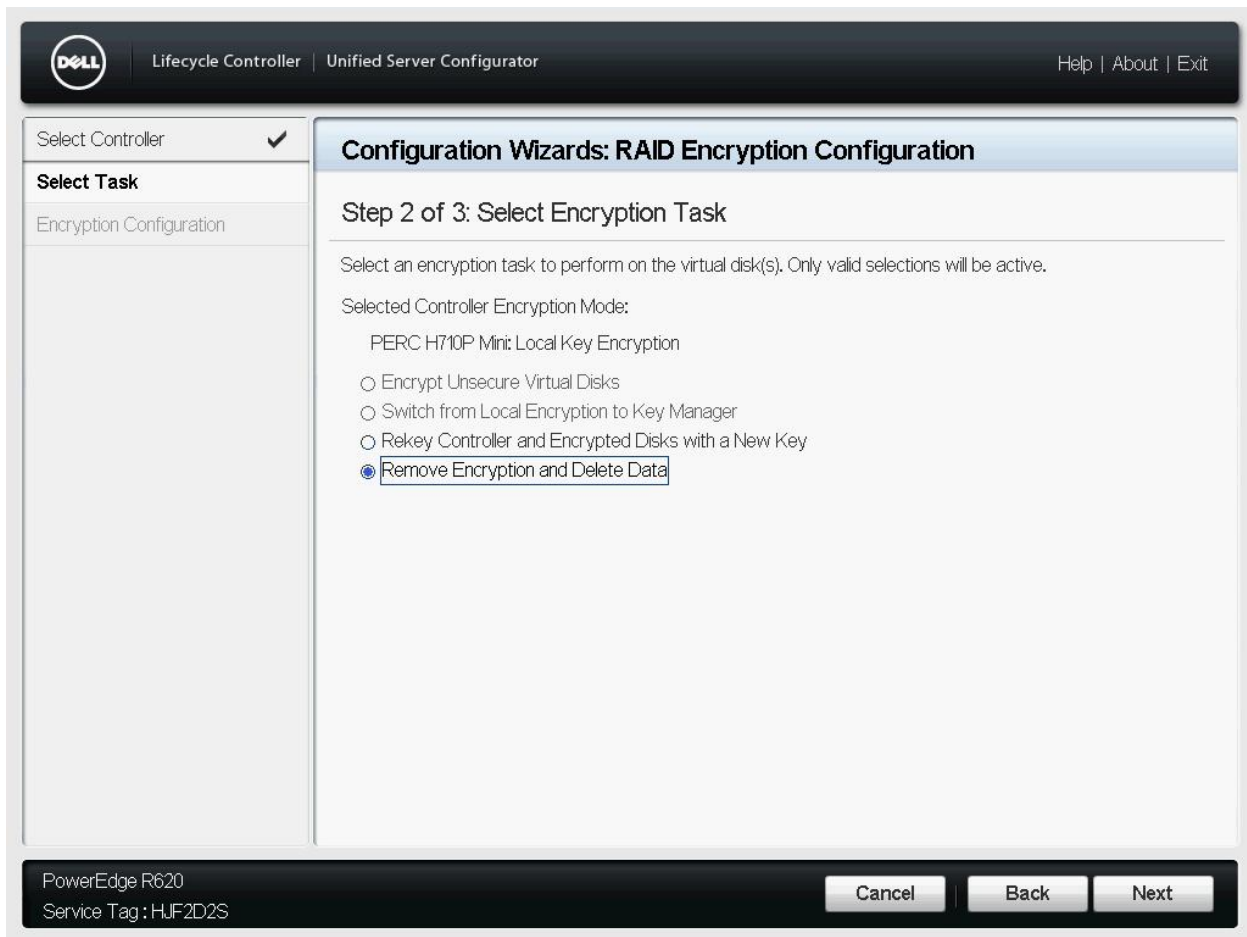 DELL
Lifecycle Controller | Unified Server Configurator
Help | About | Exit
Select Controller
Select Task
Encryption Configuration
Configuration Wizards: RAID Encryption Configuration
Step 2 of 3: Select Encryption Task
Select an encryption task to perform on the virtual disk(s). Only valid selections will be active.
Selected Controller Encryption Mode:
PERC H710P Mini: Local Key Encryption
Encrypt Unsecure Virtual Disks
Switch from Local Encryption to Key Manager
Rekey Controller and Encrypted Disks with a New Key
Remove Encryption and Delete Data
PowerEdge R620
Service Tag : HJF2D2S
Cancel | Back Next